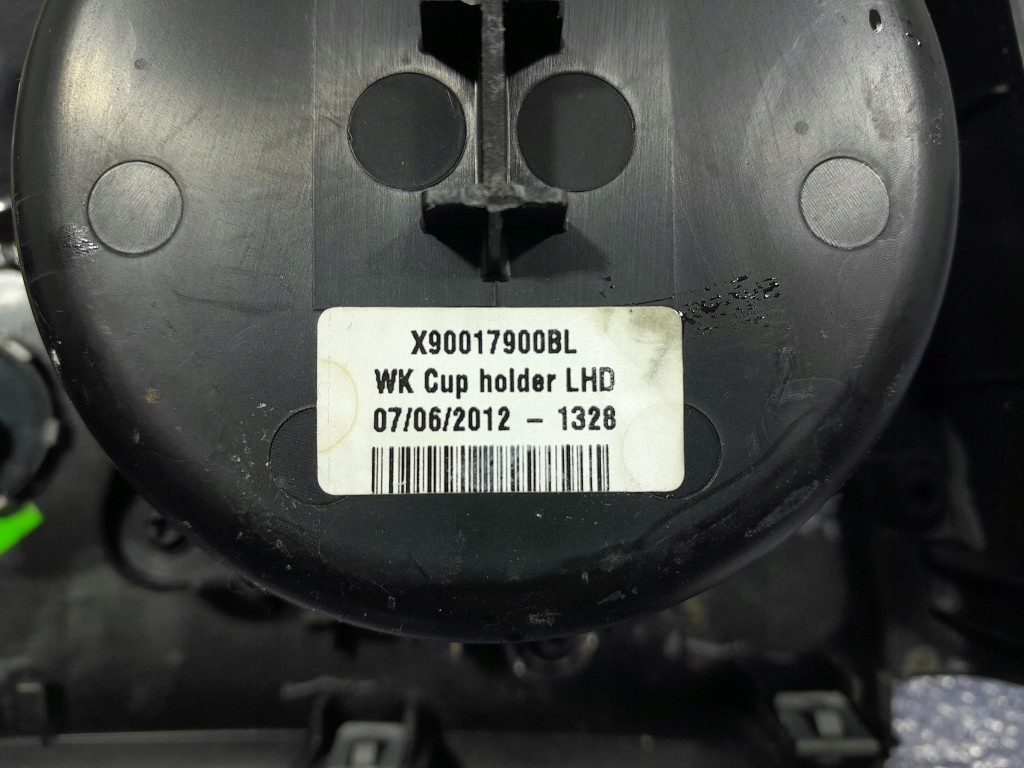 X90017900BL
WK Cup holder LHD
07/06/2012 - 1328